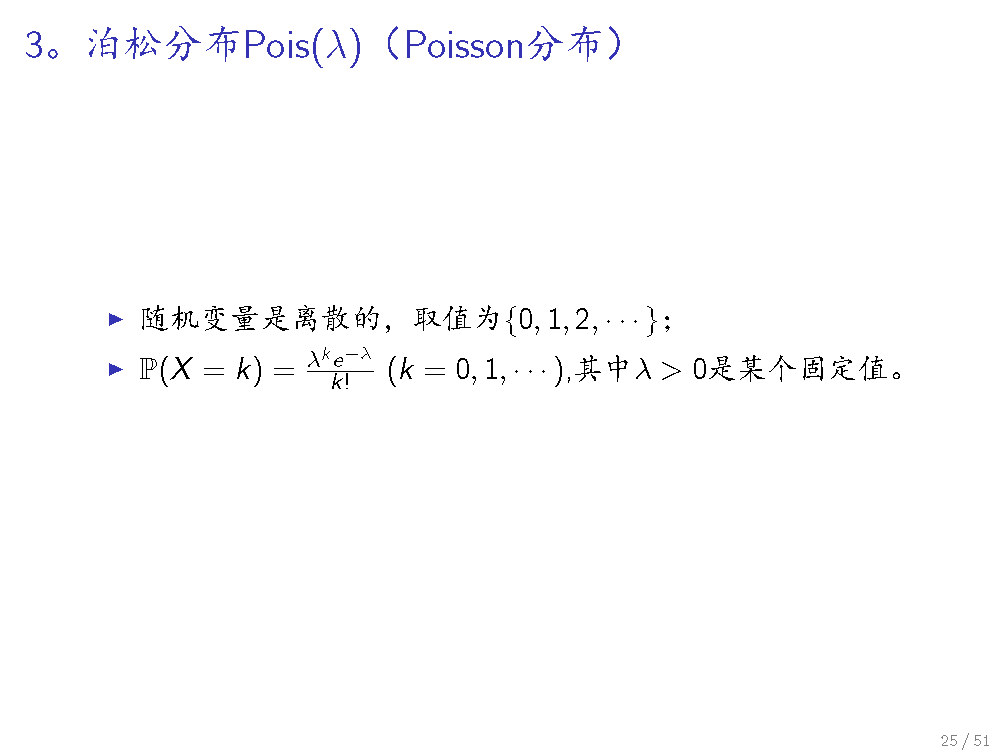 3。泊松分布Pois(λ)（Poisson分布）
▶ 随机变量是离散的，取值为{0, 1, 2, ⋯ }；
▶ ℙ(X = k) = \frac{λ^k e^{−λ}}{k!} (k = 0, 1, ⋯ ),其中λ > 0是某个固定值。
25 / 51